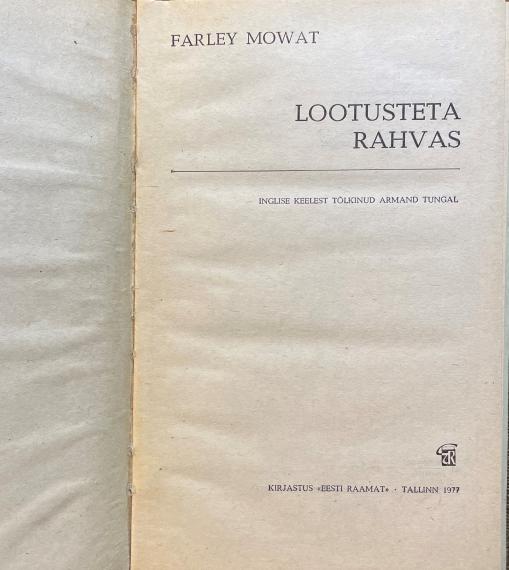 FARLEY MOWAT
LOOTUSTETA
RAHVAS
INGLISE KEELEST TÕLKINUD ARMAND TUNGAL
KIRJASTUS «EESTI RAAMAT» · TALLINN 1977